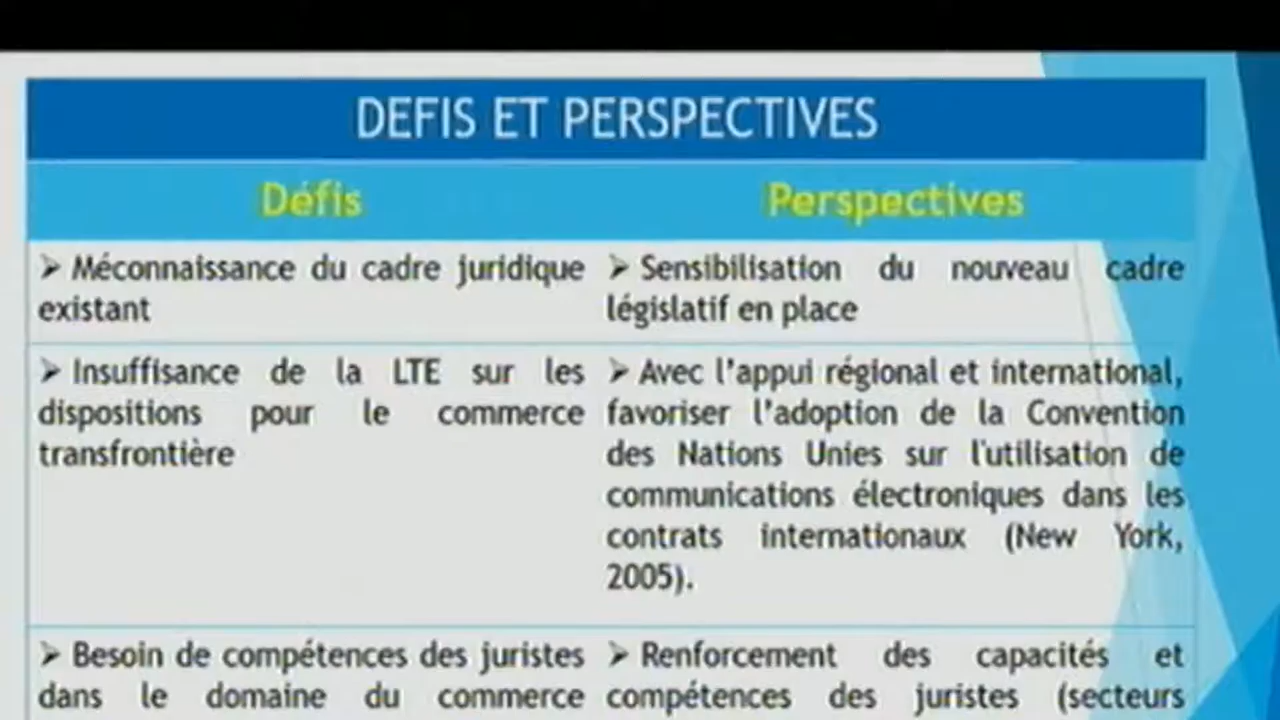 DEFIS ET PERSPECTIVES
Défis
Perspectives
➢ Méconnaissance du cadre juridique
existant
➢ Sensibilisation du nouveau cadre
législatif en place
➢ Insuffisance de la LTE sur les
dispositions pour le commerce
transfrontière
➢ Avec l'appui régional et international,
favoriser l'adoption de la Convention
des Nations Unies sur l'utilisation de
communications électroniques dans les
contrats internationaux (New York,
2005).
➢ Besoin de compétences des juristes
dans le domaine du commerce
➢ Renforcement des capacités et
compétences des juristes (secteurs